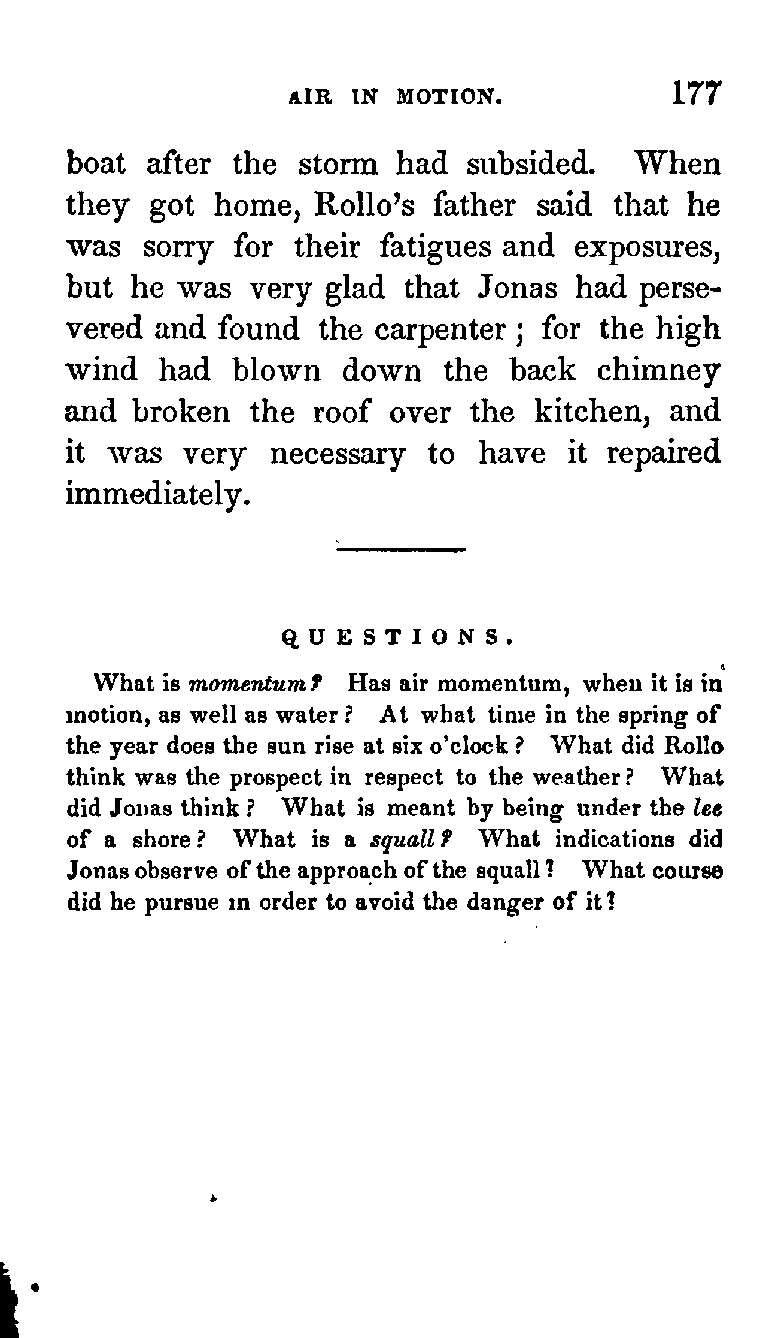 AIR IN MOTION. 177
boat after the storm had subsided. When
they got home, Rollo's father said that he
was sorry for their fatigues and exposures,
but he was very glad that Jonas had perse-
vered and found the carpenter ; for the high
wind had blown down the back chimney
and broken the roof over the kitchen, and
it was very necessary to have it repaired
immediately.
QUESTIONS.
What is momentum? Has air momentum, when it is in
motion, as well as water? At what time in the spring of
the year does the sun rise at six o'clock? What did Rollo
think was the prospect in respect to the weather? What
did Jonas think? What is meant by being under the lee
of a shore? What is a squall? What indications did
Jonas observe of the approach of the squall? What course
did he pursue in order to avoid the danger of it?